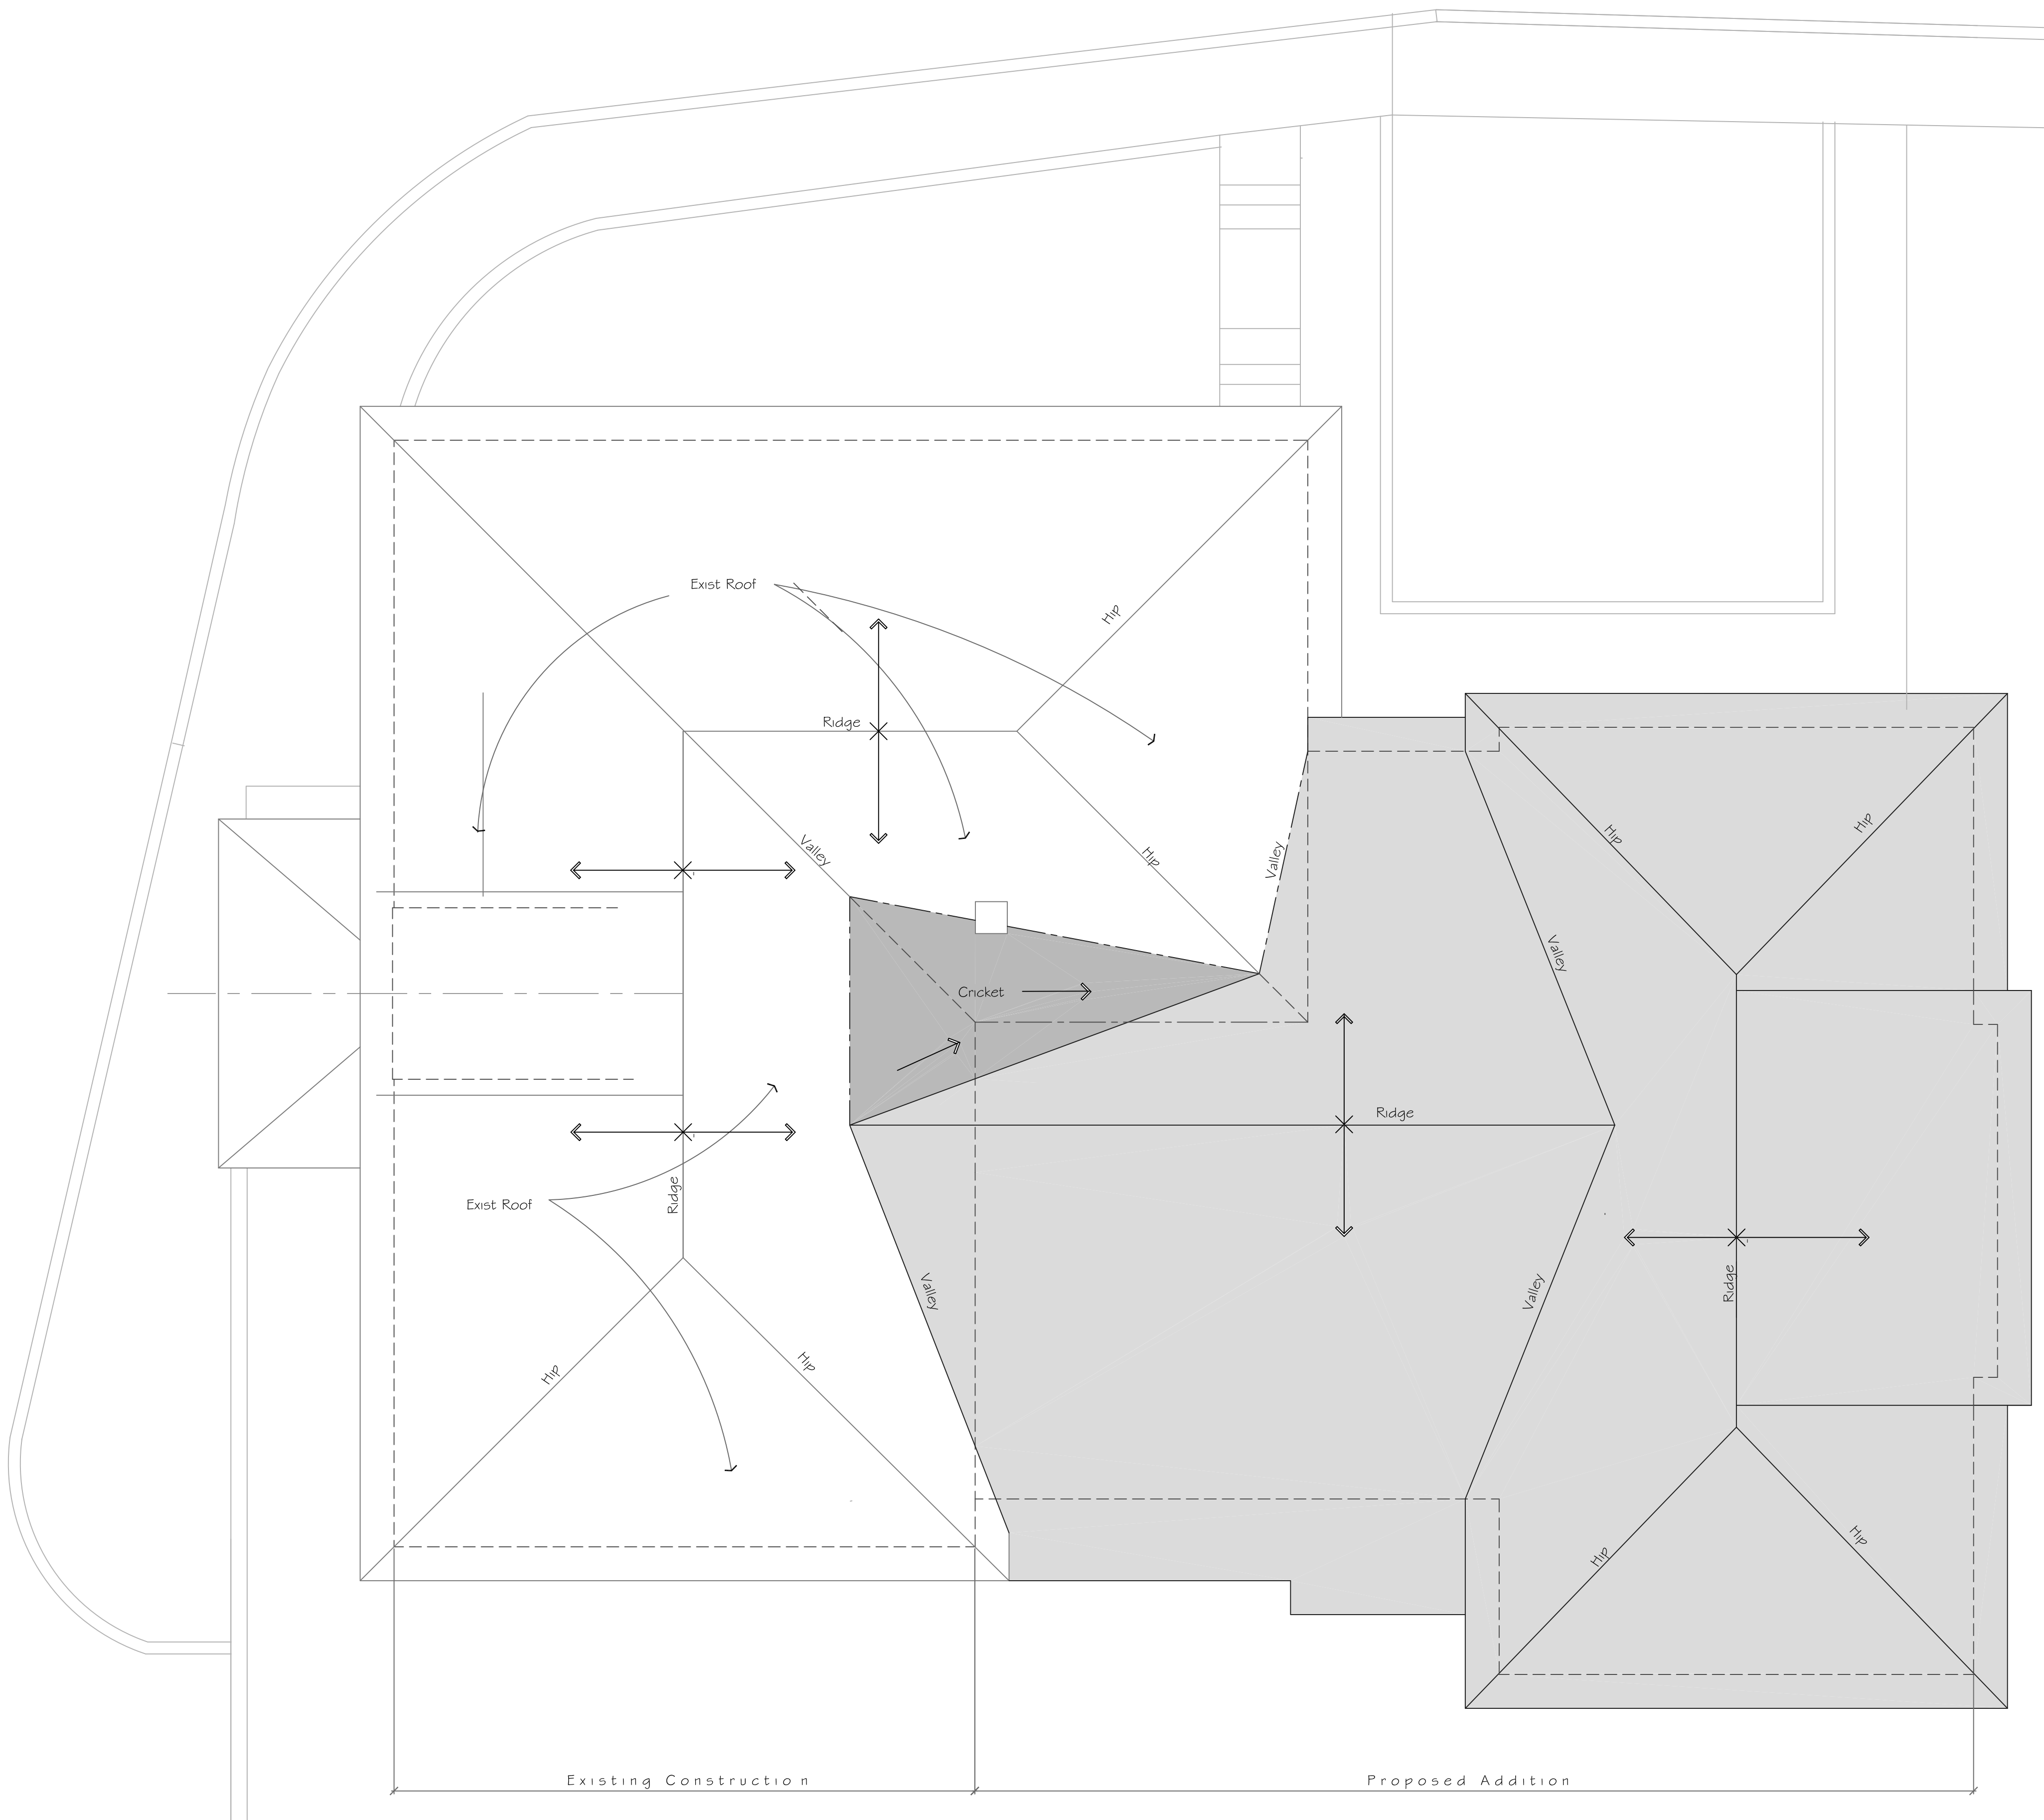 Exist Roof
Hip
Ridge
Valley
Hip
Valley
Hip
Hip
Valley
Cricket
Ridge
Exist Roof
Ridge
Valley
Valley
Ridge
Hip
Hip
Hip
Hip
Existing Construction
Proposed Addition